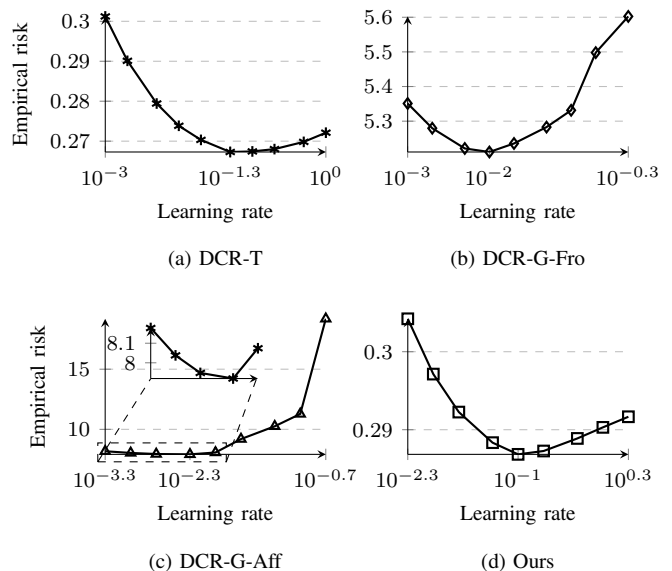 0.3
0.29
0.28
0.27
Empirical risk
10^-3
10^-1.3
10^0
Learning rate
(a) DCR-T
5.6
5.5
5.4
5.3
10^-3
10^-2
10^-0.3
Learning rate
(b) DCR-G-Fro
15
10
Empirical risk
8.1
8
10^-3.3
10^-2.3
10^-0.7
Learning rate
(c) DCR-G-Aff
0.3
0.29
10^-2.3
10^-1
10^0.3
Learning rate
(d) Ours